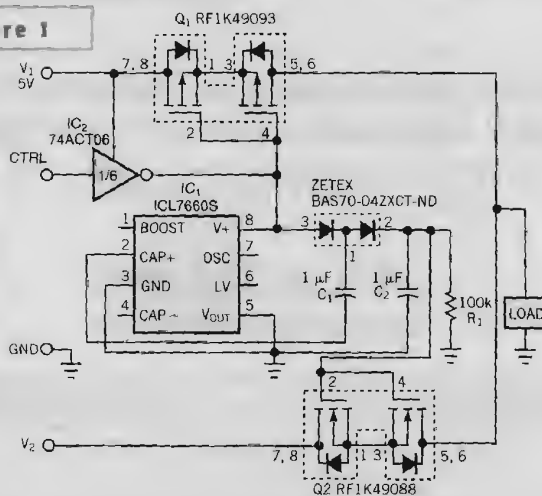 re 1
Q1 RF1K49093
V1
5V
7, 8
1 3
5, 6
2
4
IC2
74ACT06
CTRL
1/6
IC1
ICL7660S
1 BOOST V+ 8
2 CAP+ OSC 7
3 GND LV 6
4 CAP– VOUT 5
ZETEX
BAS70-04ZXCT-ND
3
2
1
1 µF
C1
1 µF
C2
100k
R1
LOAD
GND
2
4
V2
7, 8
1 3
5, 6
Q2 RF1K49088